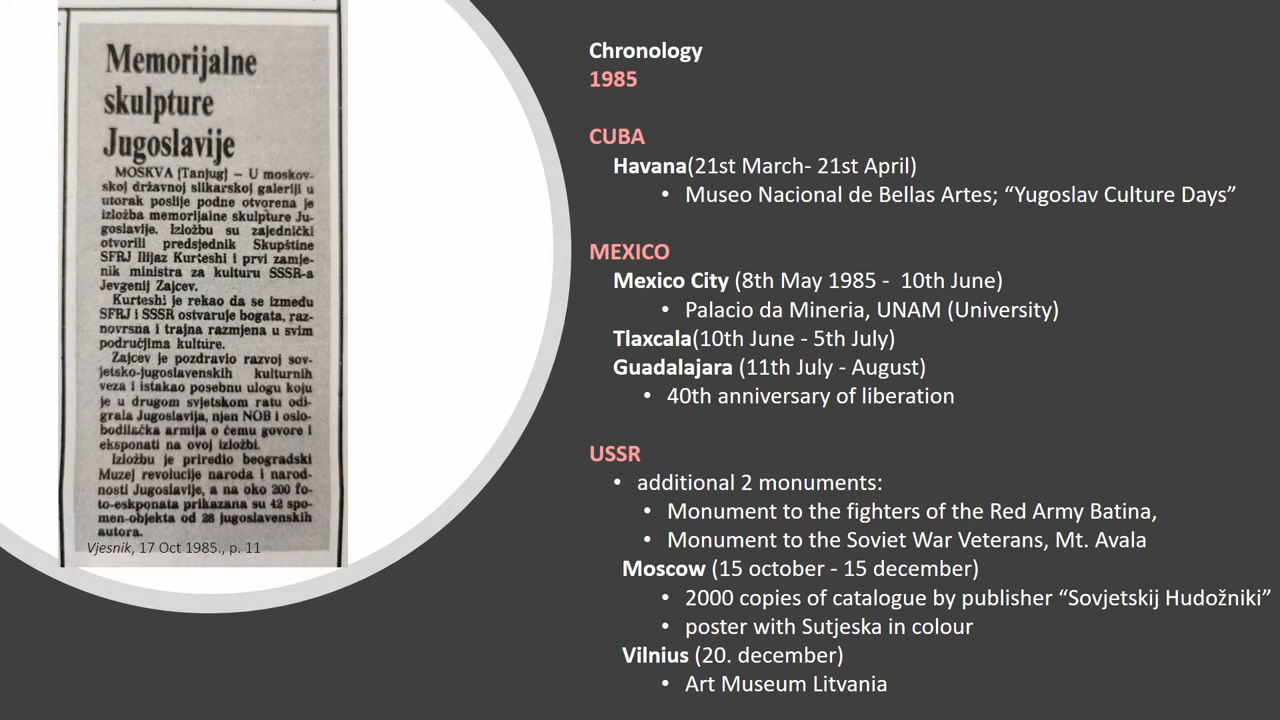 Memorijalne
skulpture
Jugoslavije
MOSKVA (Tanjug) — U moskov-
skoj državnoj slikarskoj galeriji u
utorak poslije podne otvorena je
izložba memorijalne skulpture Ju-
goslavije. Izložbu su zajednički
otvorili predsjednik Skupštine
SFRJ Ilijaz Kurteshi i prvi zamje-
nik ministra za kulturu SSSR-a
Jevgenij Zajcev.
Kurteshi je rekao da se između
SFRJ i SSSR ostvaruje bogata, raz-
novrsna i trajna razmjena u svim
područjima kulture.
Zajcev je pozdravio razvoj sov-
jetsko-jugoslavenskih kulturnih
veza i istakao posebnu ulogu koju
je u drugom svjetskom ratu odi-
grala Jugoslavija, njen NOB i oslo-
bodilačka armija o čemu govore i
eksponati na ovoj izložbi.
Izložbu je priredio beogradski
Muzej revolucije naroda i narod-
nosti Jugoslavije, a na oko 200 fo-
to-eskponata prikazana su 42 spo-
men-objekta od 28 jugoslavenskih
autora.
Vjesnik, 17 Oct 1985., p. 11
Chronology
1985
CUBA
Havana(21st March- 21st April)
• Museo Nacional de Bellas Artes; “Yugoslav Culture Days”
MEXICO
Mexico City (8th May 1985 - 10th June)
• Palacio da Mineria, UNAM (University)
Tlaxcala(10th June - 5th July)
Guadalajara (11th July - August)
• 40th anniversary of liberation
USSR
• additional 2 monuments:
• Monument to the fighters of the Red Army Batina,
• Monument to the Soviet War Veterans, Mt. Avala
Moscow (15 october - 15 december)
• 2000 copies of catalogue by publisher “Sovjetskij Hudožniki”
• poster with Sutjeska in colour
Vilnius (20. december)
• Art Museum Litvania